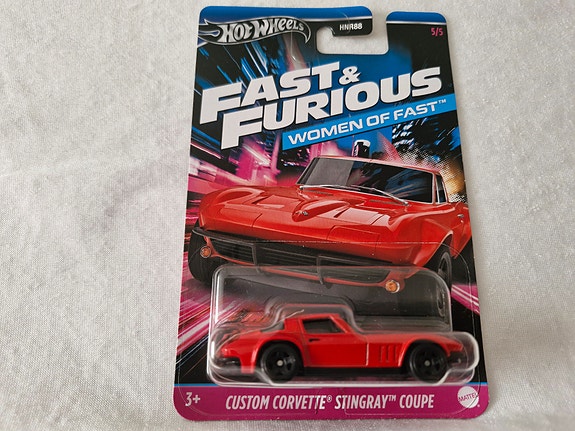 HOT WHEELS
HNR88
5/5
FAST &
FURIOUS
WOMEN OF FAST™
3+
CUSTOM CORVETTE® STINGRAY™ COUPE
MATTEL